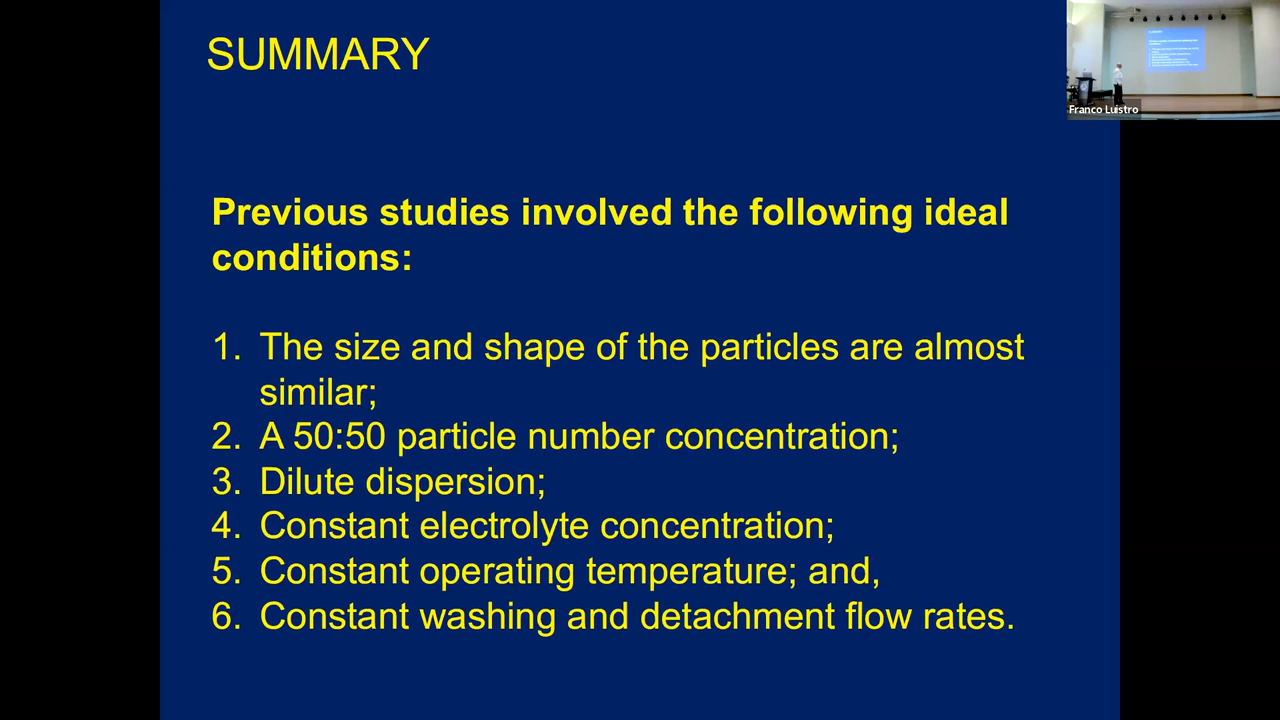 SUMMARY
Franco Luistro
Previous studies involved the following ideal
conditions:
1. The size and shape of the particles are almost
similar;
2. A 50:50 particle number concentration;
3. Dilute dispersion;
4. Constant electrolyte concentration;
5. Constant operating temperature; and,
6. Constant washing and detachment flow rates.